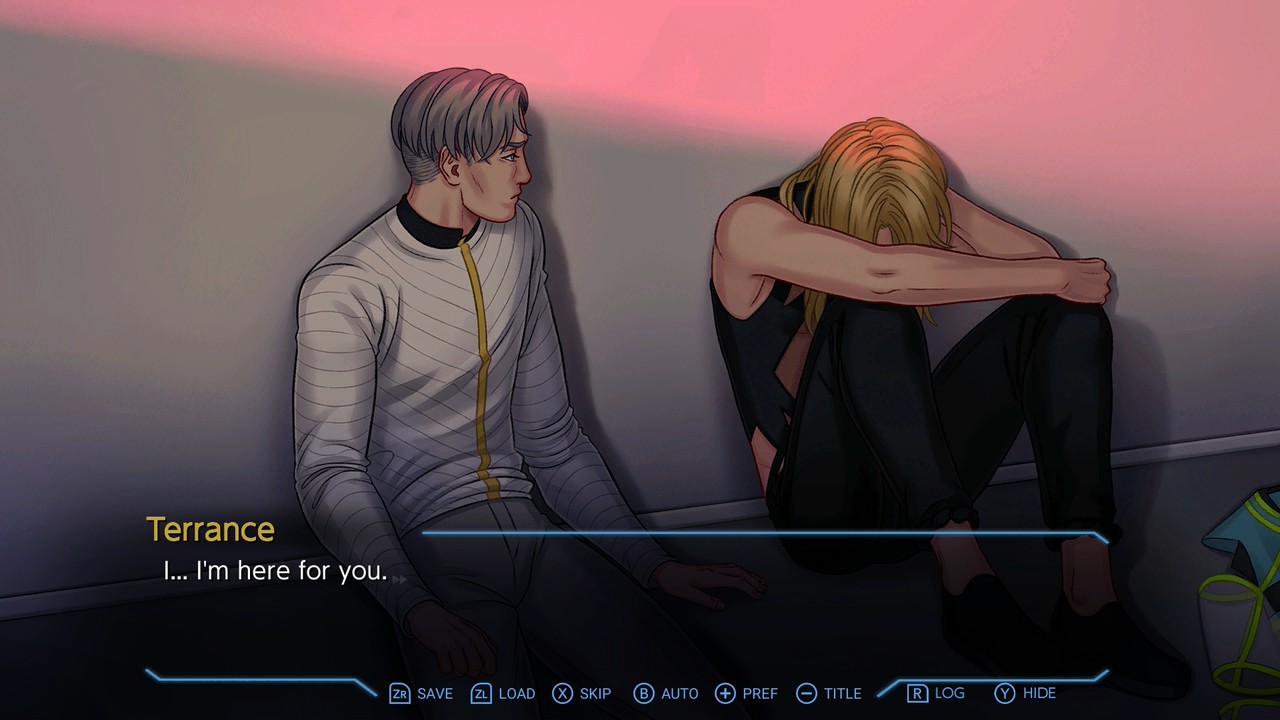 Terrance
I... I'm here for you.
ZR SAVE ZL LOAD X SKIP B AUTO + PREF − TITLE R LOG Y HIDE